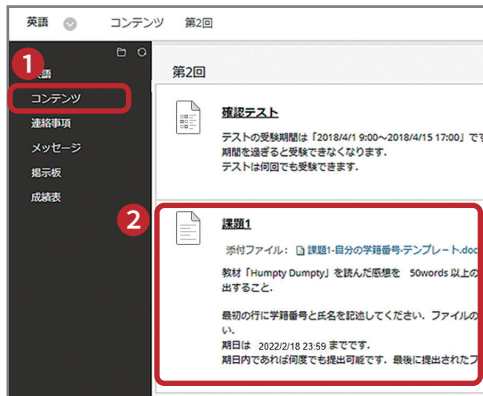 英語 コンテンツ 第2回
1
語
コンテンツ
連絡事項
メッセージ
掲示板
成績表
第2回
確認テスト
テストの受験期間は「2018/4/1 9:00～2018/4/15 17:00」です
期間を過ぎると受験できなくなります.
テストは何回でも受験できます.
2
課題1
添付ファイル： 課題1-自分の学籍番号-テンプレート.doc
教材「Humpty Dumpty」を読んだ感想を 50words 以上の
出すること.
最初の行に学籍番号と氏名を記述してください. ファイルの
い.
期日は 2022/2/18 23:59 までです.
期日内であれば何度でも提出可能です. 最後に提出されたフ